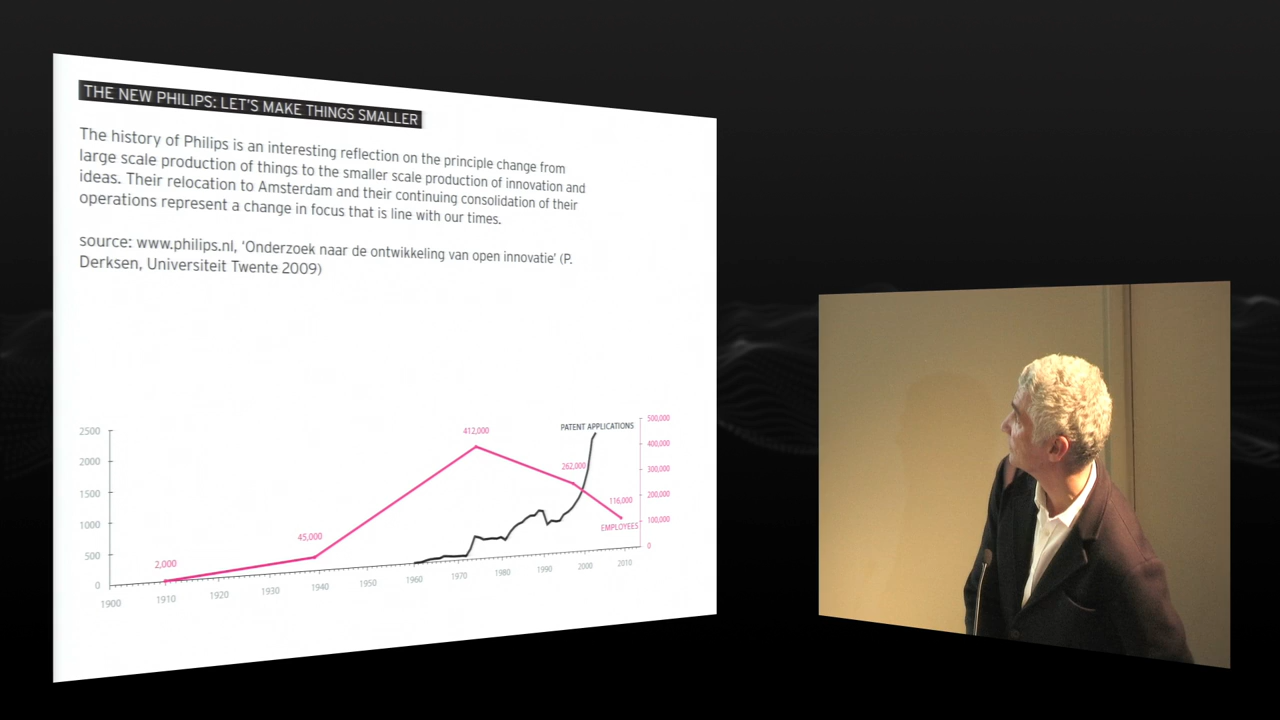 THE NEW PHILIPS: LET'S MAKE THINGS SMALLER
The history of Philips is an interesting reflection on the principle change from
large scale production of things to the smaller scale production of innovation and
ideas. Their relocation to Amsterdam and their continuing consolidation of their
operations represent a change in focus that is line with our times.
source: www.philips.nl, 'Onderzoek naar de ontwikkeling van open innovatie' (P.
Derksen, Universiteit Twente 2009)
2500
2000
1500
1000
500
0
2,000
45,000
412,000
262,000
116,000
PATENT APPLICATIONS
EMPLOYEES
500,000
400,000
300,000
200,000
100,000
0
1900 1910 1920 1930 1940 1950 1960 1970 1980 1990 2000 2010